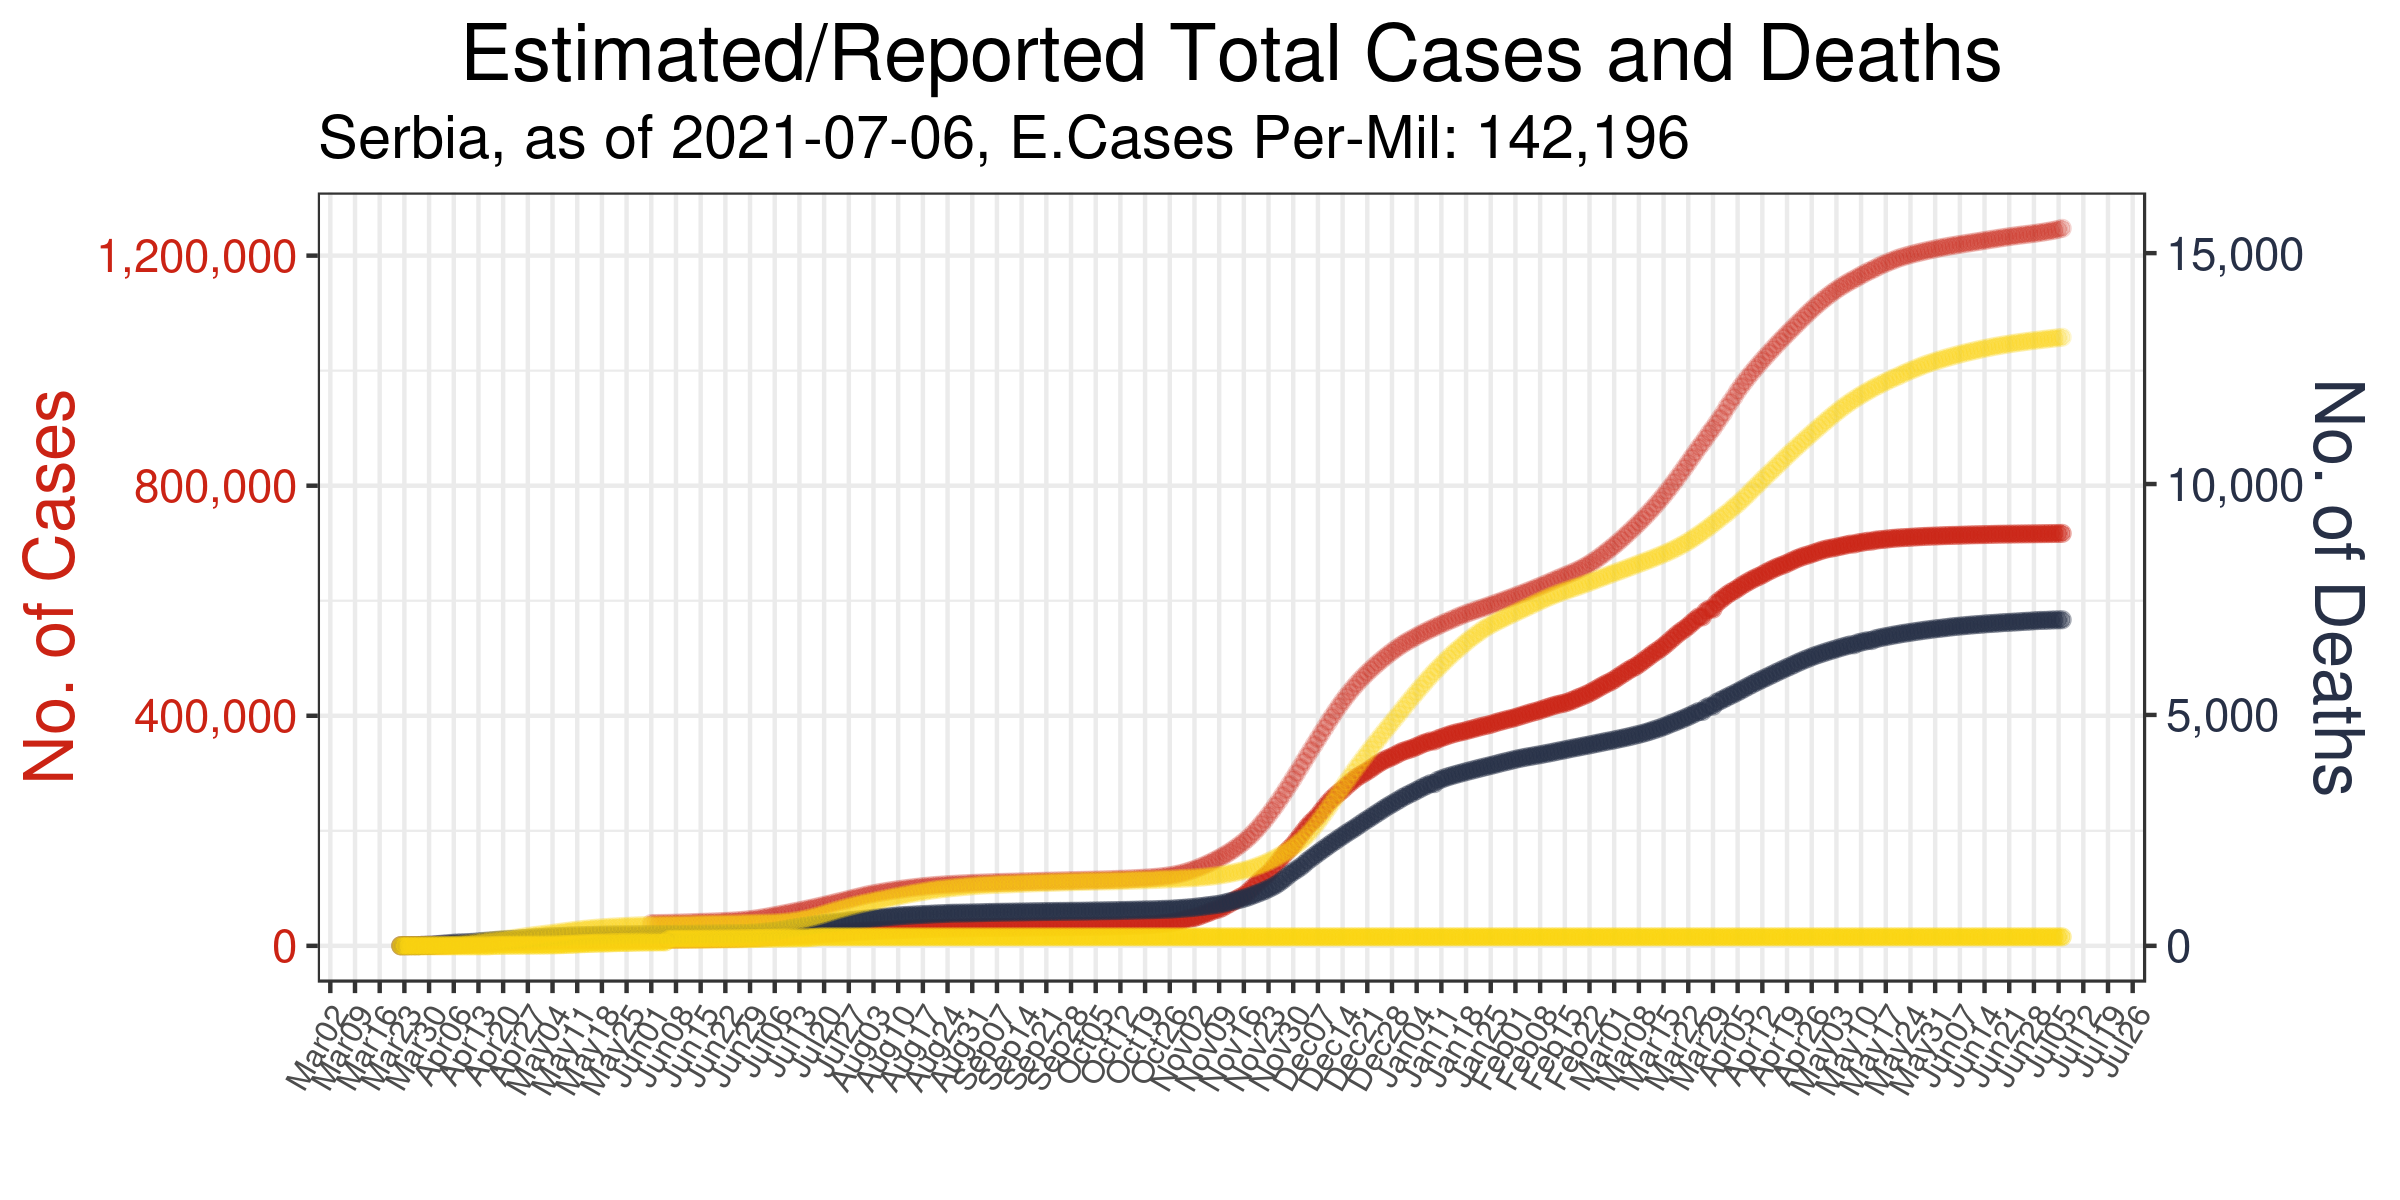 Estimated/Reported Total Cases and Deaths
Serbia, as of 2021-07-06, E.Cases Per-Mil: 142,196
No. of Cases
1,200,000
800,000
400,000
0
15,000
10,000
5,000
0
No. of Deaths
Mar02
Mar09
Mar16
Mar23
Mar30
Apr06
Apr13
Apr20
Apr27
May04
May11
May18
May25
Jun01
Jun08
Jun15
Jun22
Jun29
Jul06
Jul13
Jul20
Jul27
Aug03
Aug10
Aug17
Aug24
Aug31
Sep07
Sep14
Sep21
Sep28
Oct05
Oct12
Oct19
Oct26
Nov02
Nov09
Nov16
Nov23
Nov30
Dec07
Dec14
Dec21
Dec28
Jan04
Jan11
Jan18
Jan25
Feb01
Feb08
Feb15
Feb22
Mar01
Mar08
Mar15
Mar22
Mar29
Apr05
Apr12
Apr19
Apr26
May03
May10
May17
May24
May31
Jun07
Jun14
Jun21
Jun28
Jul05
Jul12
Jul19
Jul26